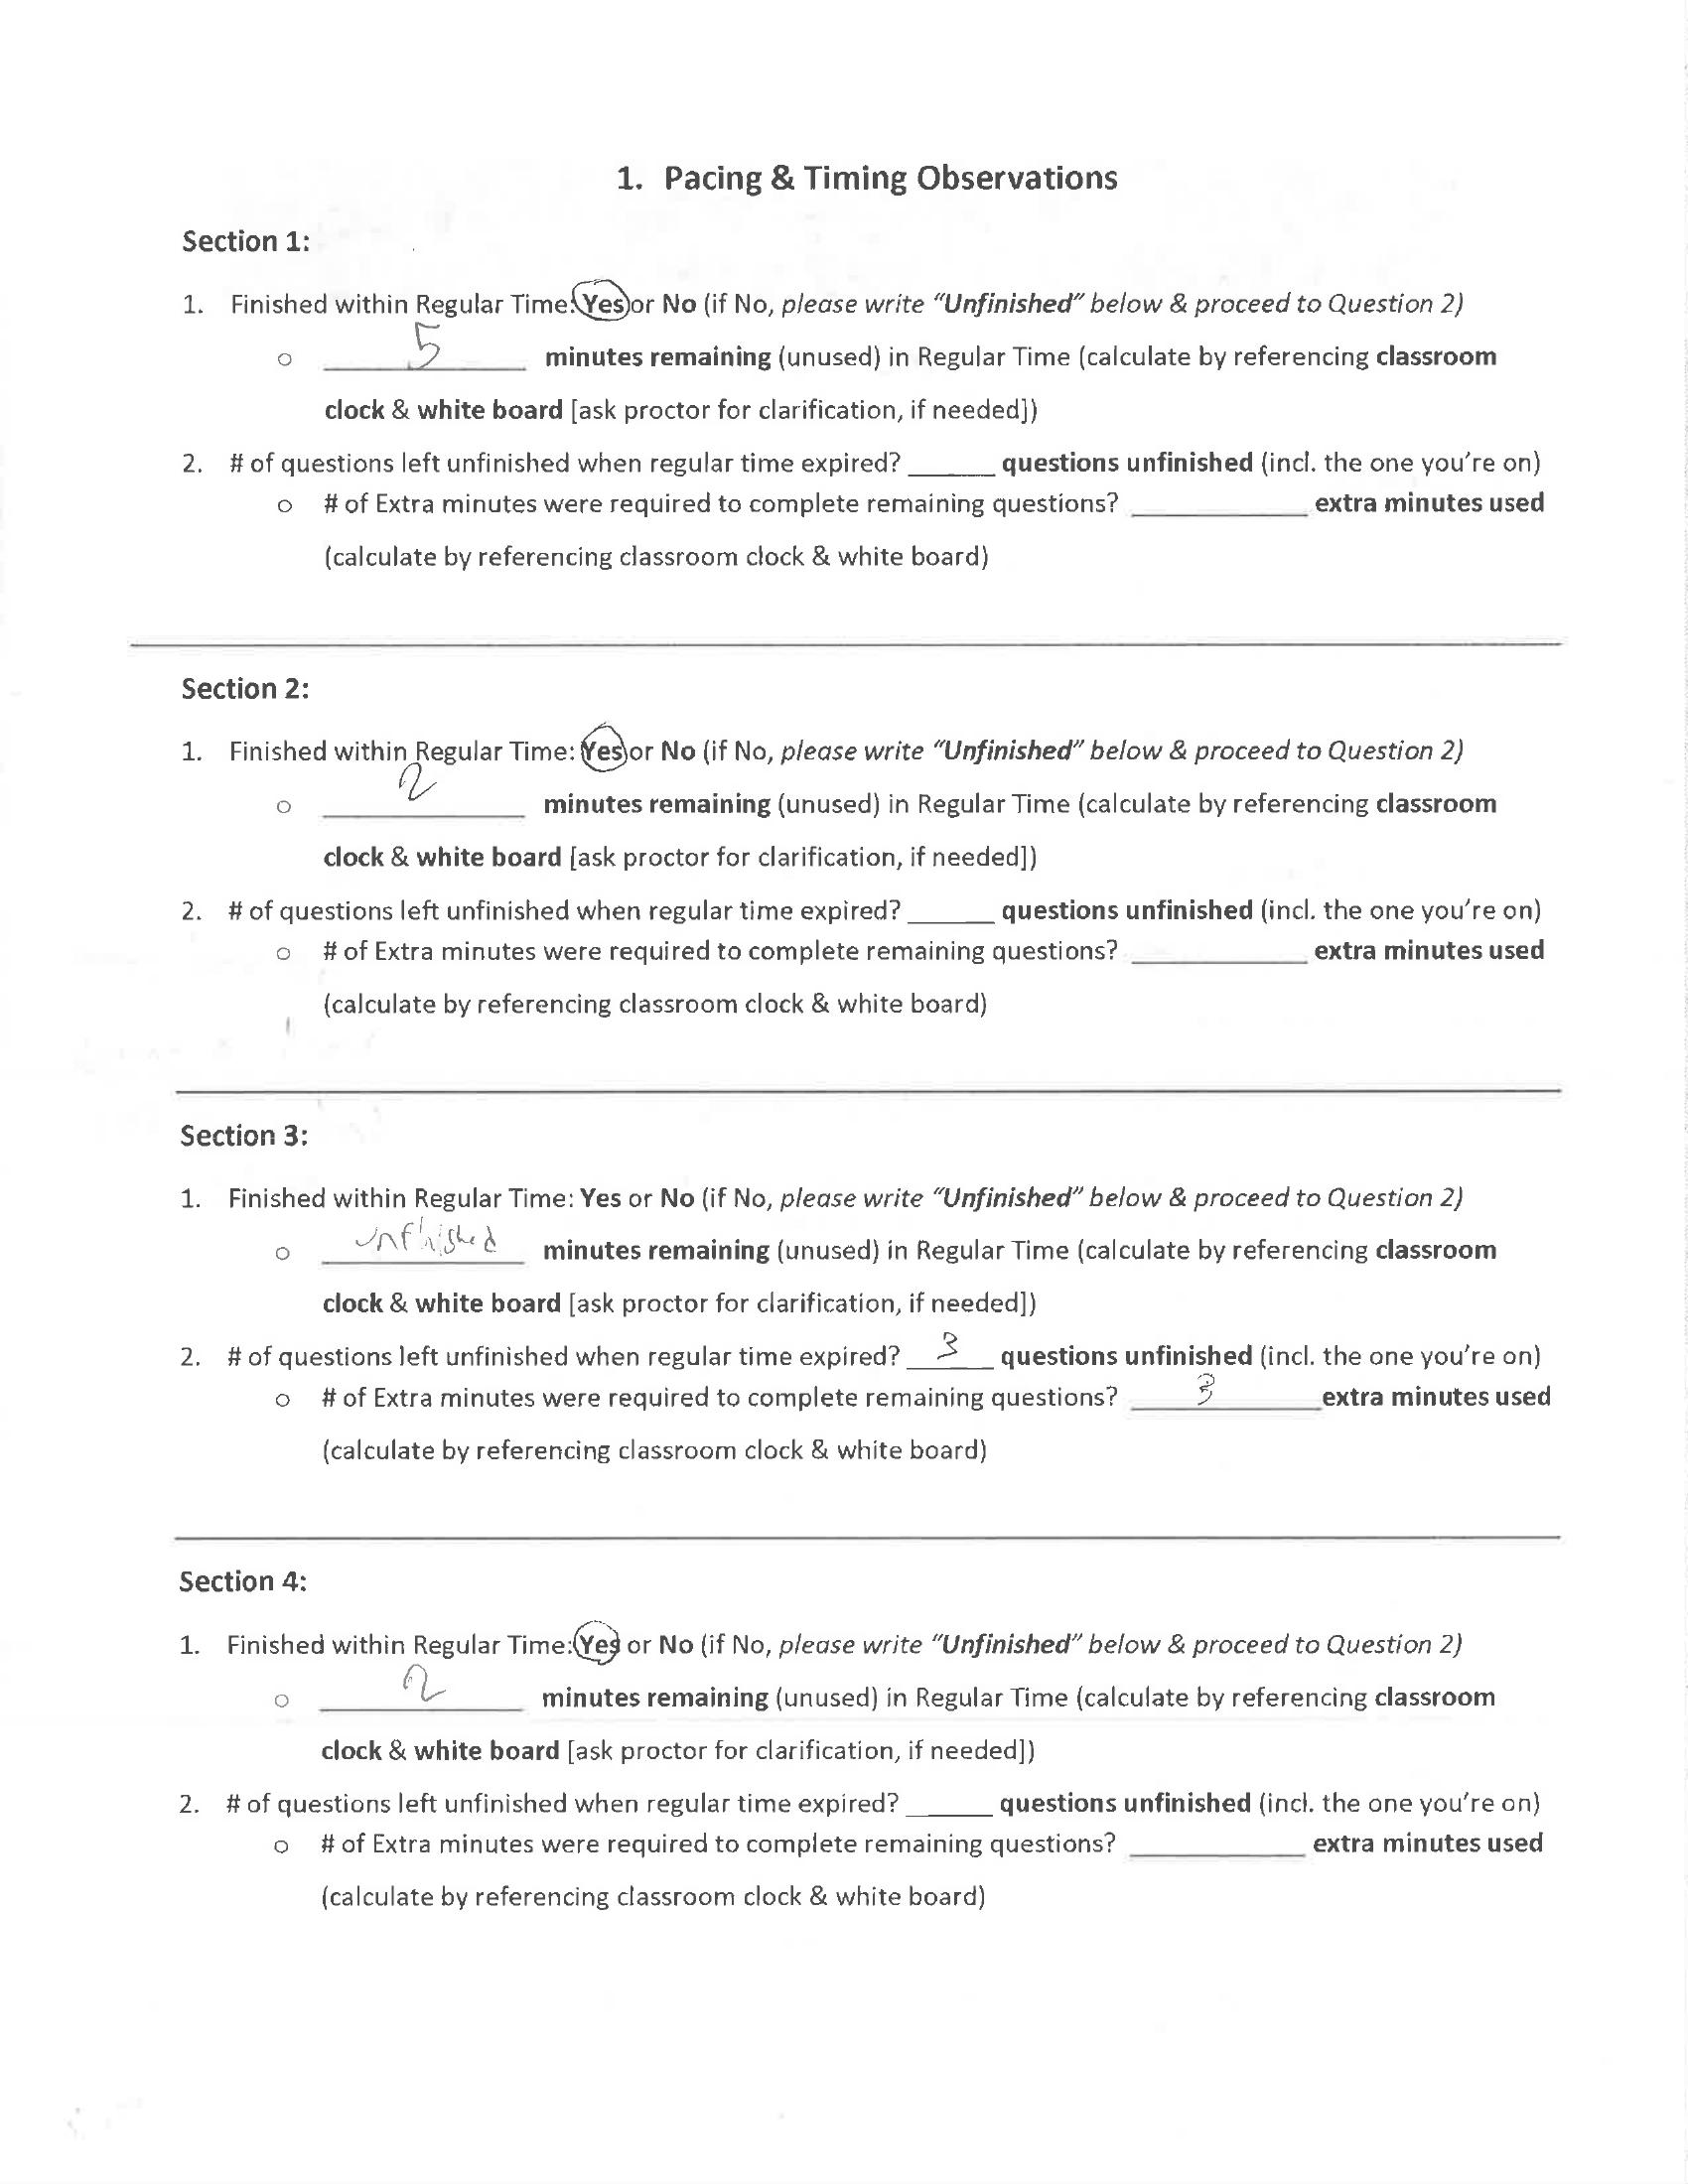 1. Pacing & Timing Observations
Section 1:
1. Finished within Regular Time: Yes or No (if No, please write “Unfinished” below & proceed to Question 2)
o 5 minutes remaining (unused) in Regular Time (calculate by referencing classroom
clock & white board [ask proctor for clarification, if needed])
2. # of questions left unfinished when regular time expired? ______ questions unfinished (incl. the one you’re on)
o # of Extra minutes were required to complete remaining questions? ____________ extra minutes used
(calculate by referencing classroom clock & white board)
Section 2:
1. Finished within Regular Time: Yes or No (if No, please write “Unfinished” below & proceed to Question 2)
o 2 minutes remaining (unused) in Regular Time (calculate by referencing classroom
clock & white board [ask proctor for clarification, if needed])
2. # of questions left unfinished when regular time expired? ______ questions unfinished (incl. the one you’re on)
o # of Extra minutes were required to complete remaining questions? ____________ extra minutes used
(calculate by referencing classroom clock & white board)
Section 3:
1. Finished within Regular Time: Yes or No (if No, please write “Unfinished” below & proceed to Question 2)
o unfinished minutes remaining (unused) in Regular Time (calculate by referencing classroom
clock & white board [ask proctor for clarification, if needed])
2. # of questions left unfinished when regular time expired? 3 questions unfinished (incl. the one you’re on)
o # of Extra minutes were required to complete remaining questions? 3 extra minutes used
(calculate by referencing classroom clock & white board)
Section 4:
1. Finished within Regular Time: Yes or No (if No, please write “Unfinished” below & proceed to Question 2)
o 2 minutes remaining (unused) in Regular Time (calculate by referencing classroom
clock & white board [ask proctor for clarification, if needed])
2. # of questions left unfinished when regular time expired? ______ questions unfinished (incl. the one you’re on)
o # of Extra minutes were required to complete remaining questions? ____________ extra minutes used
(calculate by referencing classroom clock & white board)